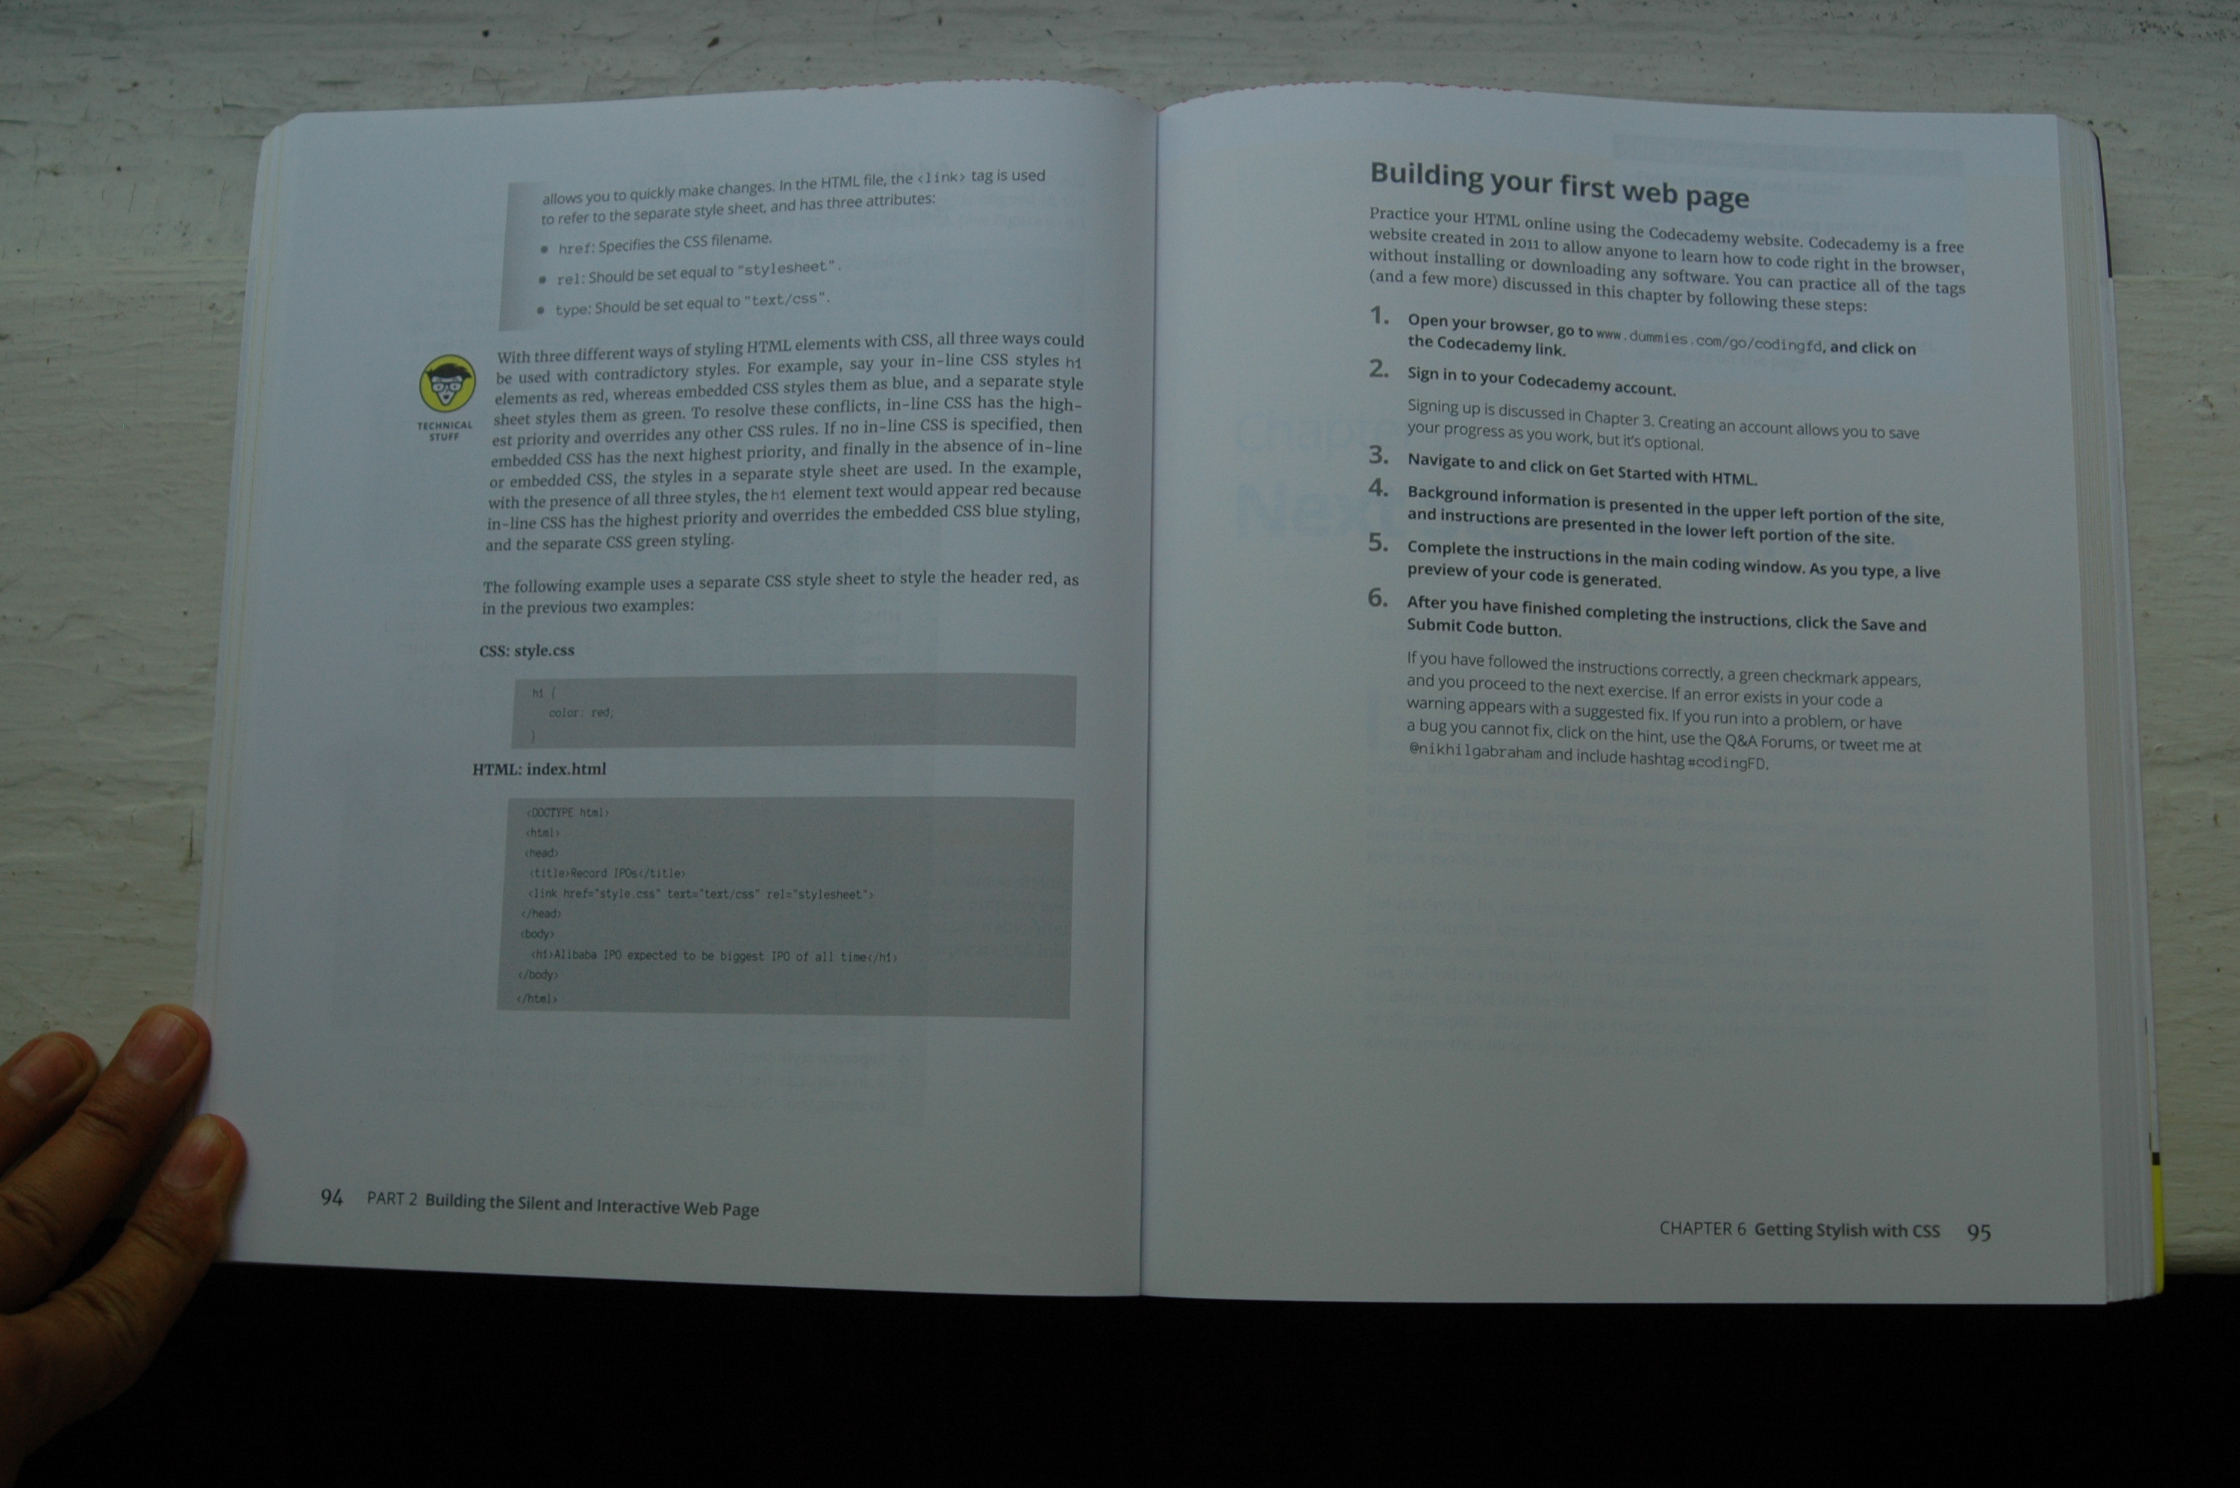 allows you to quickly make changes. In the HTML file, the <link> tag is used
to refer to the separate style sheet, and has three attributes:
• href: Specifies the CSS filename.
• rel: Should be set equal to "stylesheet".
• type: Should be set equal to "text/css".
TECHNICAL
STUFF
With three different ways of styling HTML elements with CSS, all three ways could
be used with contradictory styles. For example, say your in-line CSS styles h1
elements as red, whereas embedded CSS styles them as blue, and a separate style
sheet styles them as green. To resolve these conflicts, in-line CSS has the high-
est priority and overrides any other CSS rules. If no in-line CSS is specified, then
embedded CSS has the next highest priority, and finally in the absence of in-line
or embedded CSS, the styles in a separate style sheet are used. In the example,
with the presence of all three styles, the h1 element text would appear red because
in-line CSS has the highest priority and overrides the embedded CSS blue styling,
and the separate CSS green styling.
The following example uses a separate CSS style sheet to style the header red, as
in the previous two examples:
CSS: style.css
h1 {
color: red;
}
HTML: index.html
<DOCTYPE html>
<html>
<head>
<title>Record IPOs</title>
<link href="style.css" text="text/css" rel="stylesheet">
</head>
<body>
<h1>Alibaba IPO expected to be biggest IPO of all time</h1>
</body>
</html>
94 PART 2 Building the Silent and Interactive Web Page
Building your first web page
Practice your HTML online using the Codecademy website. Codecademy is a free
website created in 2011 to allow anyone to learn how to code right in the browser,
without installing or downloading any software. You can practice all of the tags
(and a few more) discussed in this chapter by following these steps:
1. Open your browser, go to www.dummies.com/go/codingfd, and click on
the Codecademy link.
2. Sign in to your Codecademy account.
Signing up is discussed in Chapter 3. Creating an account allows you to save
your progress as you work, but it's optional.
3. Navigate to and click on Get Started with HTML.
4. Background information is presented in the upper left portion of the site,
and instructions are presented in the lower left portion of the site.
5. Complete the instructions in the main coding window. As you type, a live
preview of your code is generated.
6. After you have finished completing the instructions, click the Save and
Submit Code button.
If you have followed the instructions correctly, a green checkmark appears,
and you proceed to the next exercise. If an error exists in your code a
warning appears with a suggested fix. If you run into a problem, or have
a bug you cannot fix, click on the hint, use the Q&A Forums, or tweet me at
@nikhilgabraham and include hashtag #codingFD.
CHAPTER 6 Getting Stylish with CSS 95